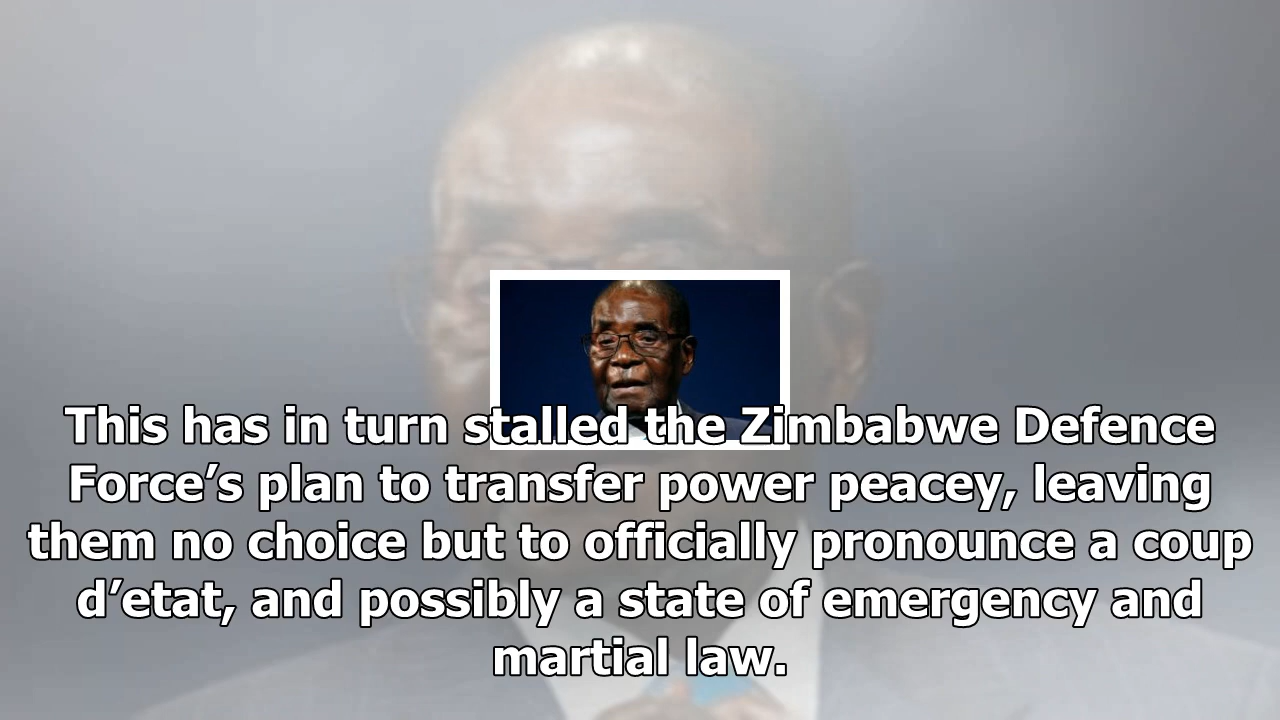 This has in turn stalled the Zimbabwe Defence
Force’s plan to transfer power peacey, leaving
them no choice but to officially pronounce a coup
d’etat, and possibly a state of emergency and
martial law.